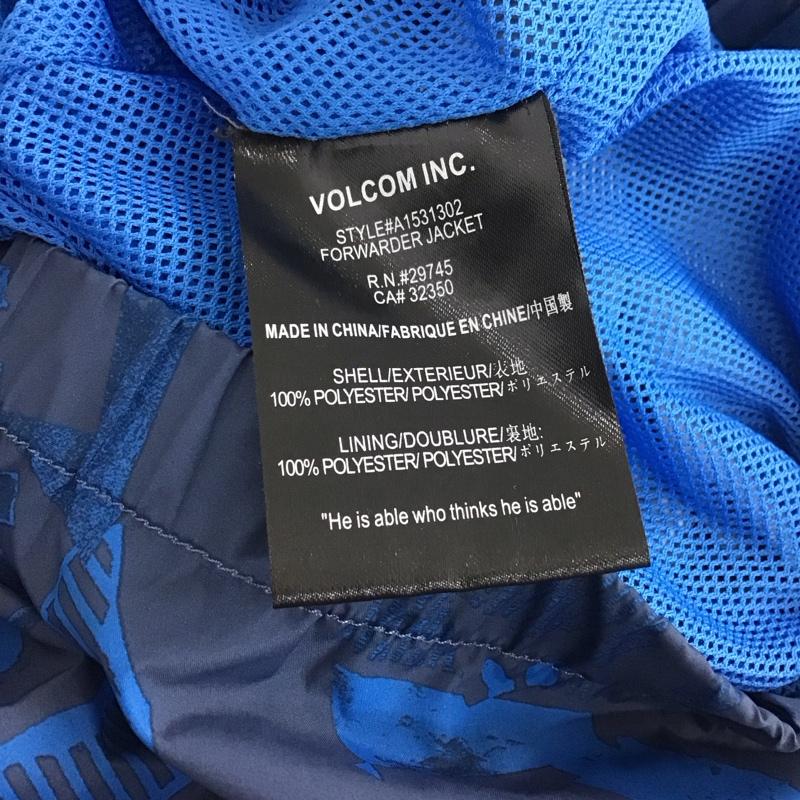 VOLCOM INC.
STYLE#A1531302
FORWARDER JACKET
R.N.#29745
CA# 32350
MADE IN CHINA/FABRIQUE EN CHINE/中国製
SHELL/EXTERIEUR/表地
100% POLYESTER/ POLYESTER/ポリエステル
LINING/DOUBLURE/裏地:
100% POLYESTER/ POLYESTER/ポリエステル
"He is able who thinks he is able"